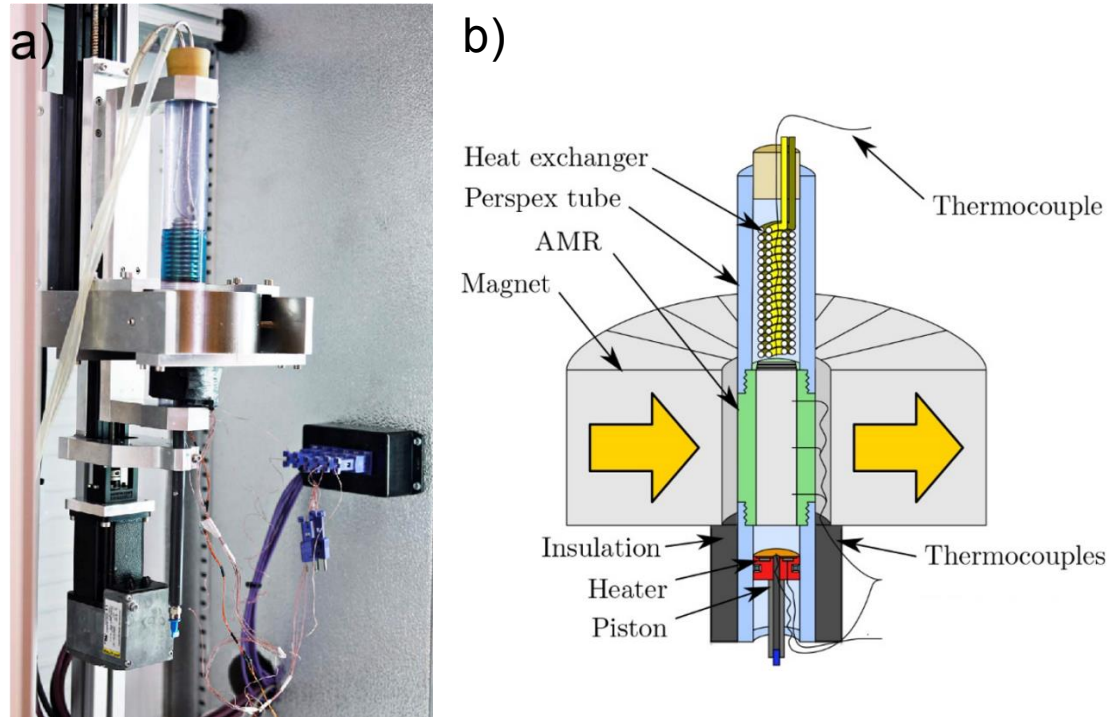 a)
b)
Heat exchanger
Perspex tube
AMR
Magnet
Thermocouple
Insulation
Heater
Piston
Thermocouples